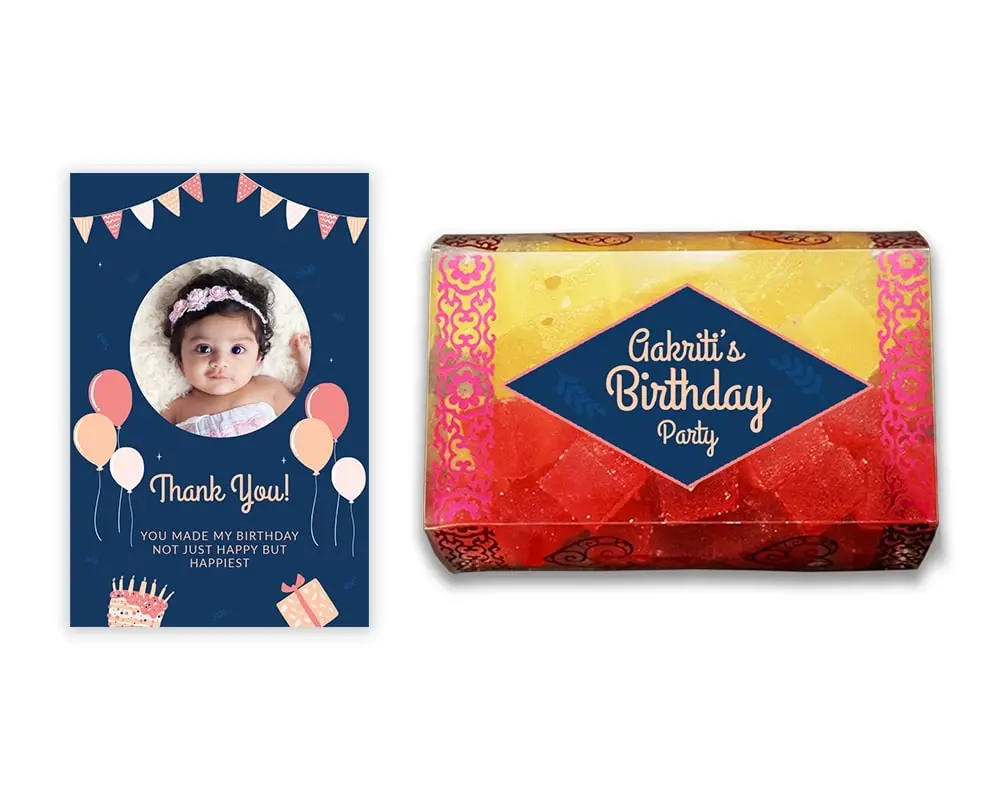 Thank You!
YOU MADE MY BIRTHDAY
NOT JUST HAPPY BUT
HAPPIEST
Aakriti's
Birthday
Party